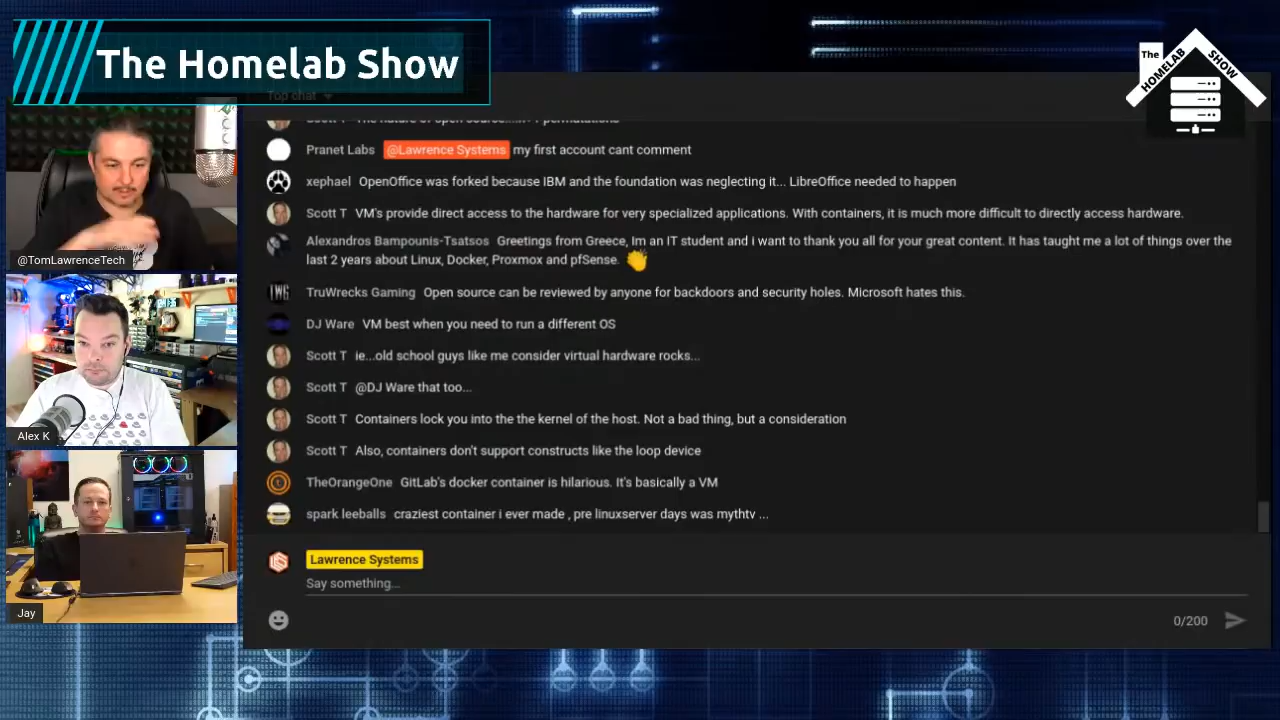 The Homelab Show
The
HOMELAB
SHOW
Top chat
Scott T The nature of open source.... permutations
Pranet Labs @Lawrence Systems my first account cant comment
xephael OpenOffice was forked because IBM and the foundation was neglecting it... LibreOffice needed to happen
Scott T VM's provide direct access to the hardware for very specialized applications. With containers, it is much more difficult to directly access hardware.
Alexandros Bampounis-Tsatsos Greetings from Greece, Im an IT student and i want to thank you all for your great content. It has taught me a lot of things over the
last 2 years about Linux, Docker, Proxmox and pfSense.
TruWrecks Gaming Open source can be reviewed by anyone for backdoors and security holes. Microsoft hates this.
DJ Ware VM best when you need to run a different OS
Scott T ie...old school guys like me consider virtual hardware rocks...
Scott T @DJ Ware that too...
Scott T Containers lock you into the the kernel of the host. Not a bad thing, but a consideration
Scott T Also, containers don't support constructs like the loop device
TheOrangeOne GitLab's docker container is hilarious. It's basically a VM
spark leeballs craziest container i ever made , pre linuxserver days was mythtv ...
Lawrence Systems
Say something...
0/200
@TomLawrenceTech
Alex K
Jay